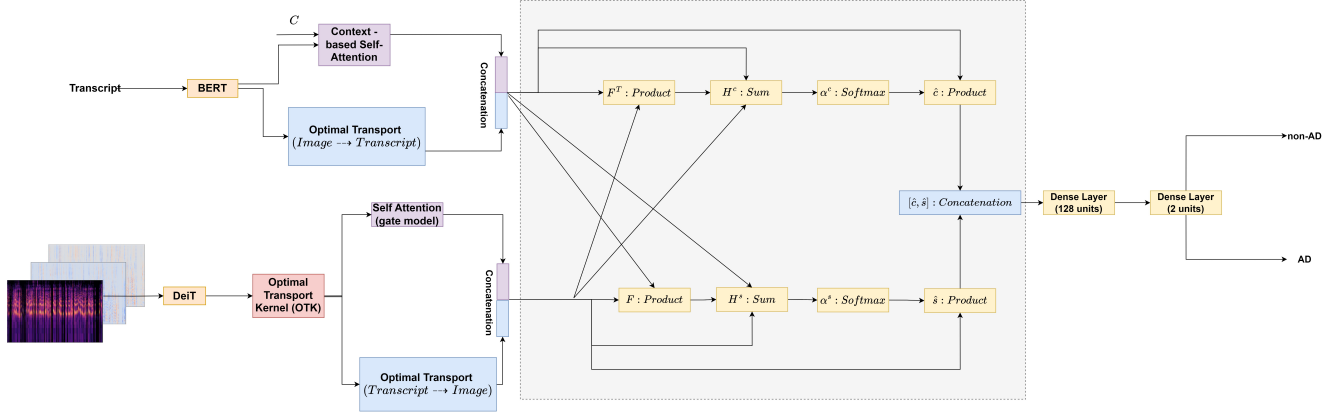 C
Context -
based Self-
Attention
Transcript
BERT
Optimal Transport
(Image ⇢ Transcript)
Concatenation
F^T : Product
H^c : Sum
α^c : Softmax
ĉ : Product
non-AD
[ĉ, ŝ] : Concatenation
Dense Layer
(128 units)
Dense Layer
(2 units)
AD
Self Attention
(gate model)
DeiT
Optimal
Transport
Kernel (OTK)
Concatenation
F : Product
H^s : Sum
α^s : Softmax
ŝ : Product
Optimal Transport
(Transcript ⇢ Image)